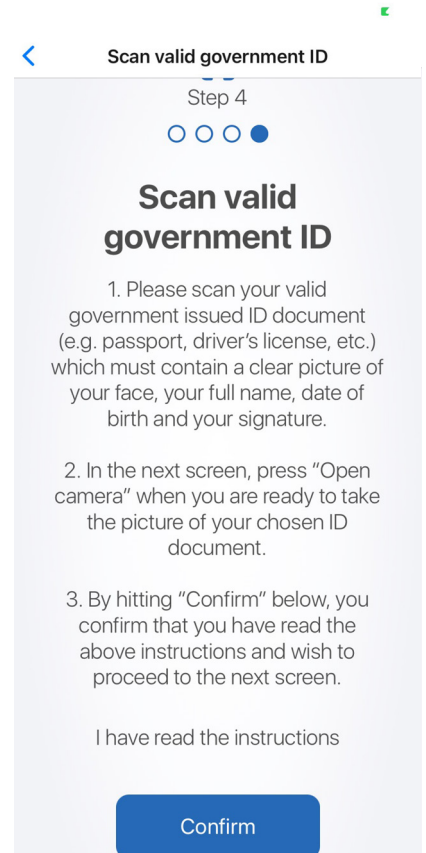 Scan valid government ID
Step 4
Scan valid
government ID
1. Please scan your valid
government issued ID document
(e.g. passport, driver’s license, etc.)
which must contain a clear picture of
your face, your full name, date of
birth and your signature.
2. In the next screen, press “Open
camera” when you are ready to take
the picture of your chosen ID
document.
3. By hitting “Confirm” below, you
confirm that you have read the
above instructions and wish to
proceed to the next screen.
I have read the instructions
Confirm